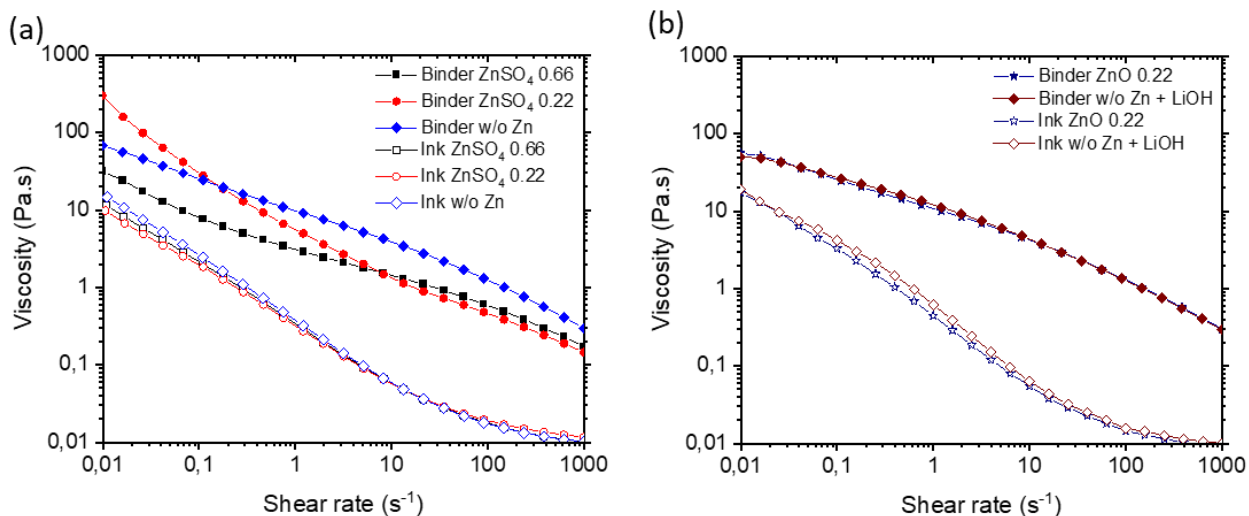 (a)
1000
100
10
1
0,1
0,01
Viscosity (Pa.s)
Binder ZnSO4 0.66
Binder ZnSO4 0.22
Binder w/o Zn
Ink ZnSO4 0.66
Ink ZnSO4 0.22
Ink w/o Zn
0,01 0,1 1 10 100 1000
Shear rate (s-1)
(b)
1000
100
10
1
0,1
0,01
Viscosity (Pa.s)
Binder ZnO 0.22
Binder w/o Zn + LiOH
Ink ZnO 0.22
Ink w/o Zn + LiOH
0,01 0,1 1 10 100 1000
Shear rate (s-1)